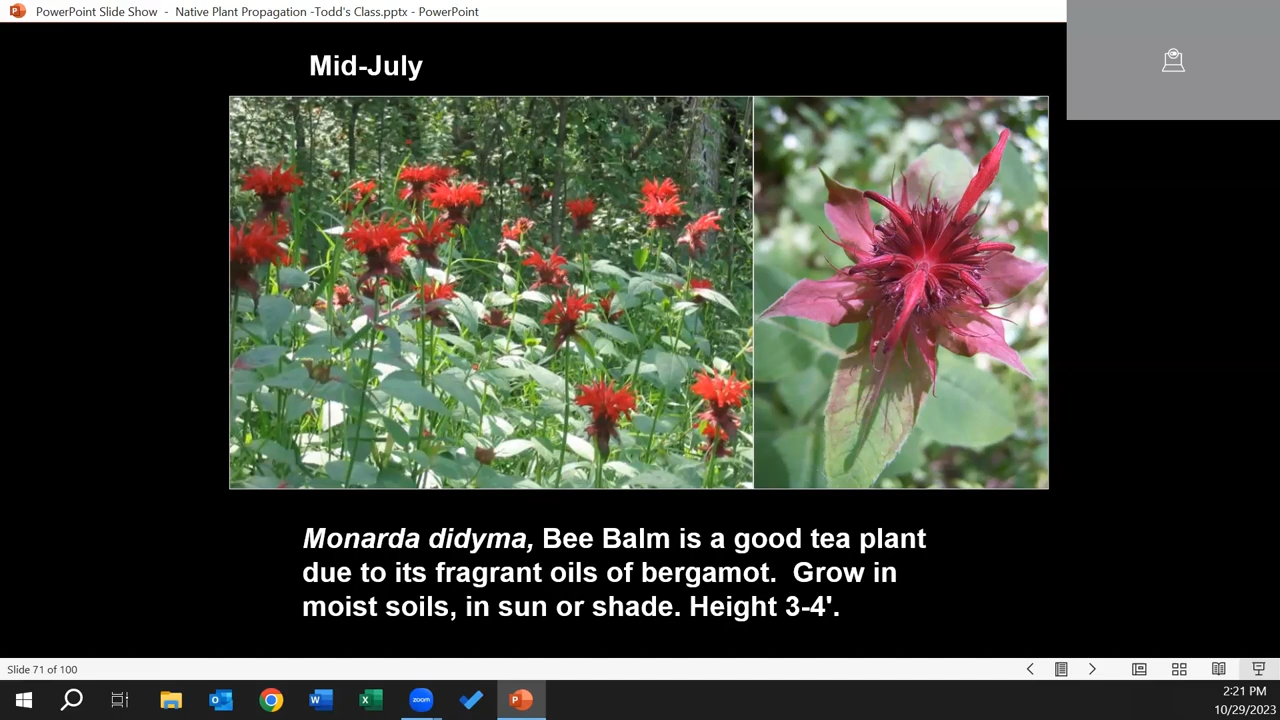 PowerPoint Slide Show - Native Plant Propagation -Todd's Class.pptx - PowerPoint
Mid-July
Monarda didyma, Bee Balm is a good tea plant
due to its fragrant oils of bergamot.  Grow in
moist soils, in sun or shade. Height 3-4'.
Slide 71 of 100
zoom
2:21 PM
10/29/2023